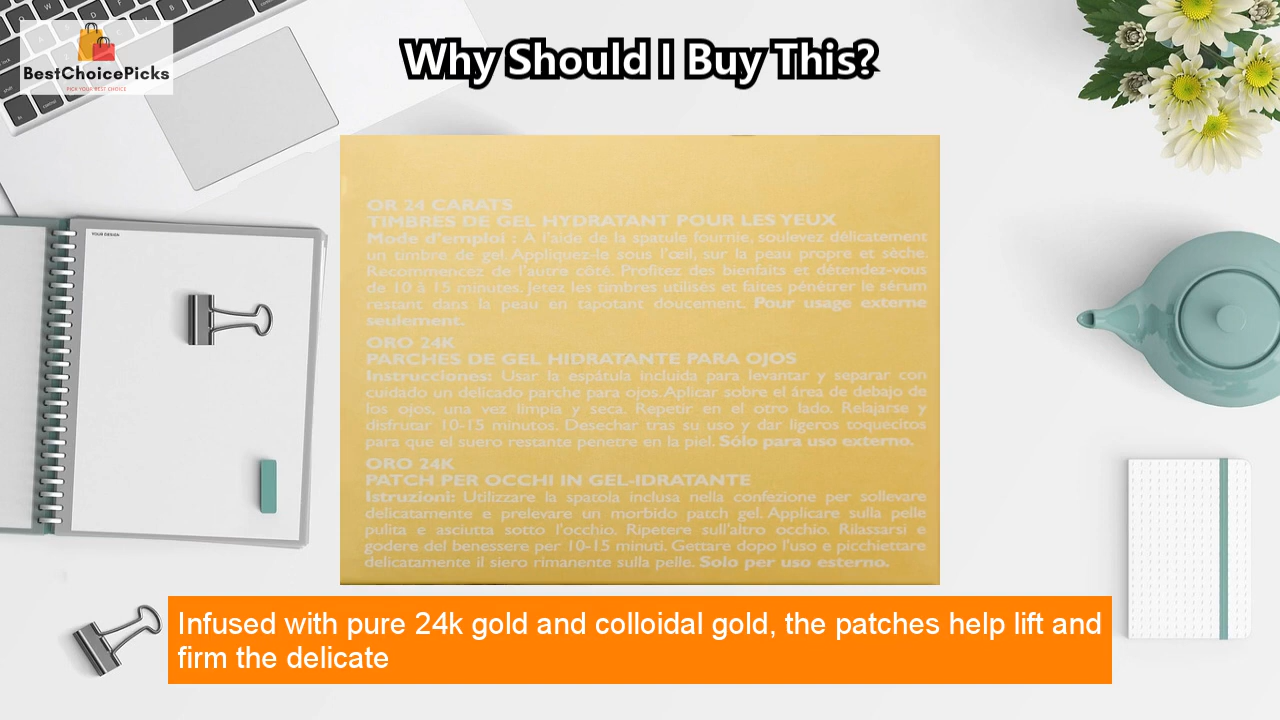 BestChoicePicks
PICK YOUR BEST CHOICE
Why Should I Buy This?
YOUR DESIGN
OR 24 CARATS
TIMBRES DE GEL HYDRATANT POUR LES YEUX
Mode d'emploi : A l'aide de la spatule fournie, soulevez délicatement
un timbre de gel. Appliquez-le sous l'œil, sur la peau propre et sèche.
Recommencez de l'autre côté. Profitez des bienfaits et détendez-vous
de 10 à 15 minutes. Jetez les timbres utilisés et faites pénétrer le sérum
restant dans la peau en tapotant doucement. Pour usage externe
seulement.
ORO 24K
PARCHES DE GEL HIDRATANTE PARA OJOS
Instrucciones: Usar la espátula incluida para levantar y separar con
cuidado un delicado parche para ojos. Aplicar sobre el área de debajo de
los ojos, una vez limpia y seca. Repetir en el otro lado. Relajarse y
disfrutar 10-15 minutos. Desechar tras su uso y dar ligeros toquecitos
para que el suero restante penetre en la piel. Sólo para uso externo.
ORO 24K
PATCH PER OCCHI IN GEL-IDRATANTE
Istruzioni: Utilizzare la spatola inclusa nella confezione per sollevare
delicatamente e prelevare un morbido patch gel. Applicare sulla pelle
pulita e asciutta sotto l'occhio. Ripetere sull'altro occhio. Rilassarsi e
godere del benessere per 10-15 minuti. Gettare dopo l'uso e picchiettare
delicatamente il siero rimanente sulla pelle. Solo per uso esterno.
Infused with pure 24k gold and colloidal gold, the patches help lift and
firm the delicate